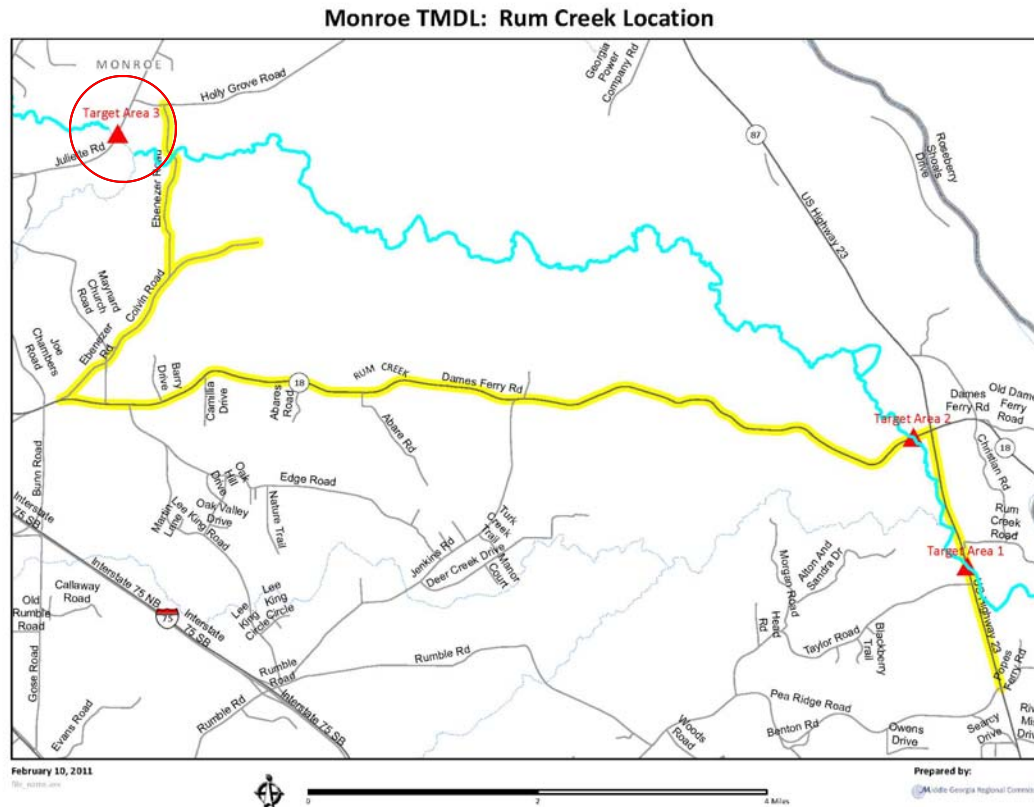 Monroe TMDL: Rum Creek Location
MONROE
Holly Grove Road
Georgia
Power
Company Rd
Target Area 3
Juliette Rd
Ebenezer Road
87
US Highway 23
Roseberry
Shoals
Drive
Maynard
Church
Road
Colvin Road
Ebenezer
Rd
Joe
Chambers
Road
Barry
Drive
Camilla
Drive
Abares
Road
18
RUM CREEK
Dames Ferry Rd
Abare Rd
Target Area 2
Dames
Ferry Rd
Old Dames
Ferry
Road
Christian Rd
18
Rum
Creek
Road
Target Area 1
US Highway 23
Bunn Road
Interstate
75 SB
Oak
Hill
Drive
Oak Valley
Drive
Edge Road
Martin
Lane
Lee King Road
Nature Trail
Turk
Creek
Trail
Jenkins Rd
Deer Creek Drive
Manor
Court
Morgan Road
Alton And
Sandra Dr
Head
Rd
Taylor Road
Blackberry
Trail
Interstate 75 NB
75
Interstate
75 SB
Callaway
Road
Old
Rumble
Road
Gose Road
Evans Road
Lee
King
Circle
Lee
King
Circle
Rumble
Road
Rumble Rd
Rumble Rd
Interstate 75 SB
Woods
Road
Pea Ridge Road
Benton Rd
Owens
Drive
Searcy
Drive
Popes
Ferry Rd
February 10, 2011
0 2 4 Miles
Prepared by:
Middle Georgia Regional